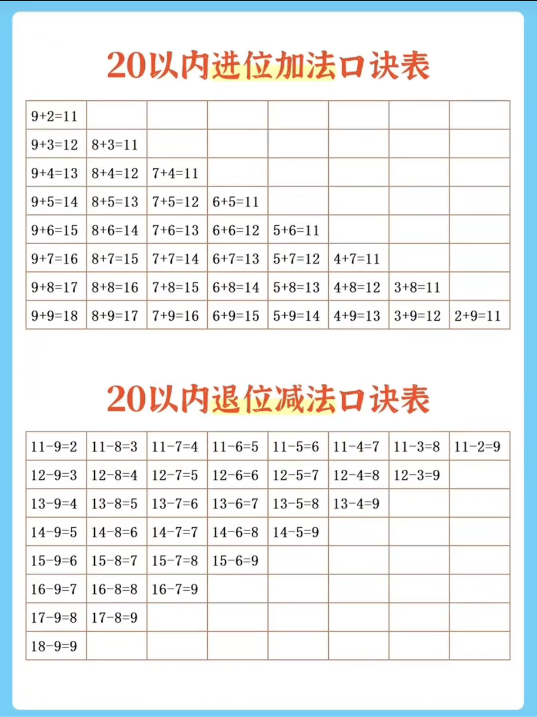 20以内进位加法口诀表
9+2=11
9+3=12 8+3=11
9+4=13 8+4=12 7+4=11
9+5=14 8+5=13 7+5=12 6+5=11
9+6=15 8+6=14 7+6=13 6+6=12 5+6=11
9+7=16 8+7=15 7+7=14 6+7=13 5+7=12 4+7=11
9+8=17 8+8=16 7+8=15 6+8=14 5+8=13 4+8=12 3+8=11
9+9=18 8+9=17 7+9=16 6+9=15 5+9=14 4+9=13 3+9=12 2+9=11
20以内退位减法口诀表
11-9=2 11-8=3 11-7=4 11-6=5 11-5=6 11-4=7 11-3=8 11-2=9
12-9=3 12-8=4 12-7=5 12-6=6 12-5=7 12-4=8 12-3=9
13-9=4 13-8=5 13-7=6 13-6=7 13-5=8 13-4=9
14-9=5 14-8=6 14-7=7 14-6=8 14-5=9
15-9=6 15-8=7 15-7=8 15-6=9
16-9=7 16-8=8 16-7=9
17-9=8 17-8=9
18-9=9